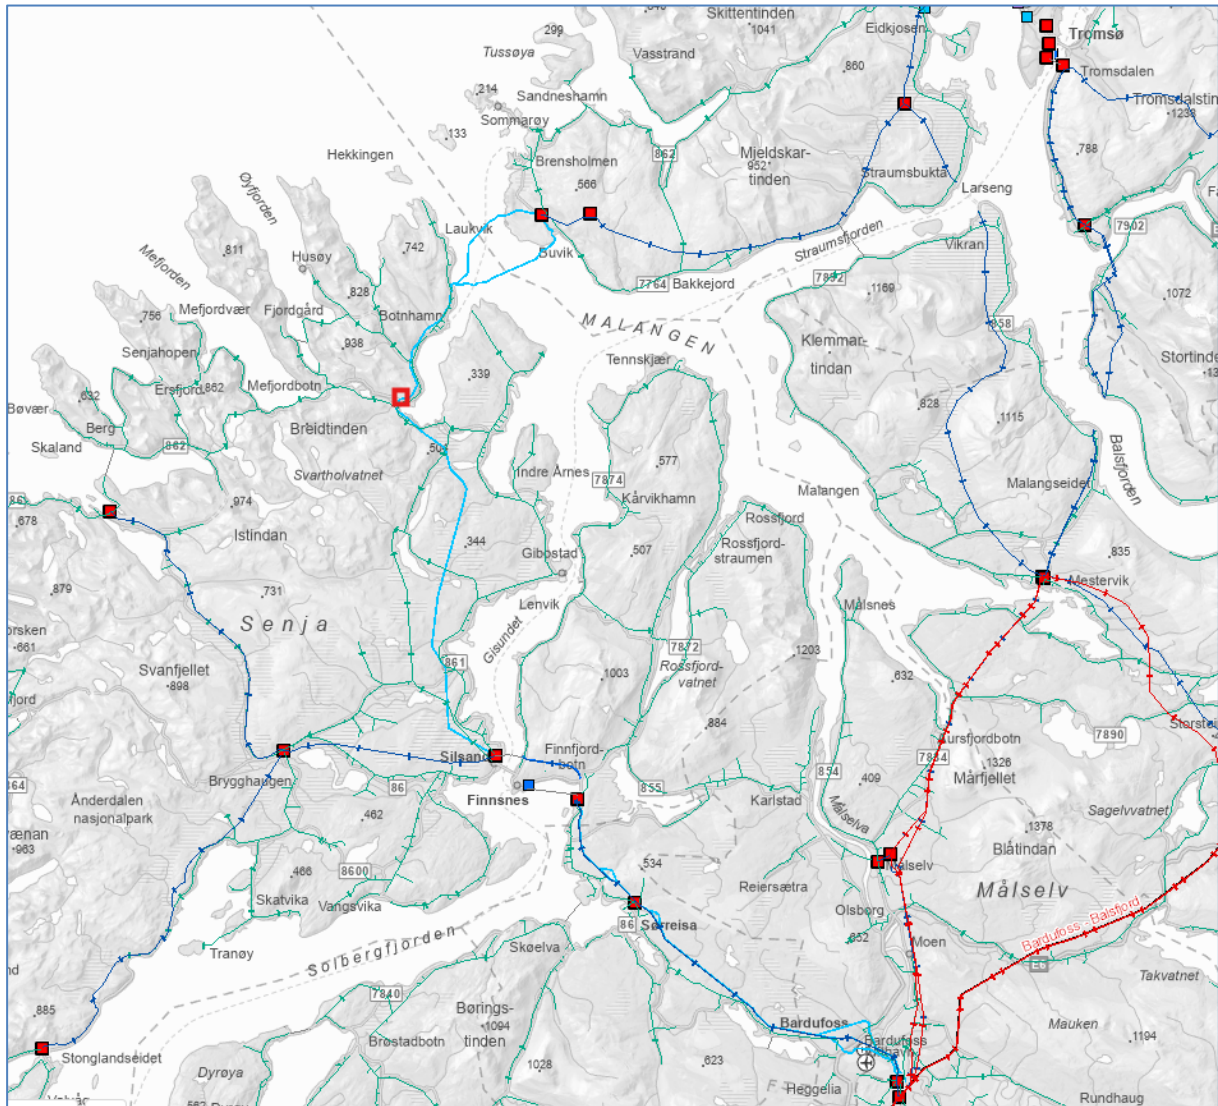 Skittentinden
1041
299
Tussøya
Vasstrand
Eidkjosen
860
Tromsø
Tromsdalen
Tromsdalstin
1238
214
Sandneshamn
Sommarøy
133
Hekkingen
Brensholmen
566
862
Mjeldskar-
952
tinden
Straumsbukta
Larseng
788
7902
Øyfjorden
Laukvik
742
Buvik
Straumsfjorden
Vikran
811
Husøy
828
Mefjorden
Mefjordvær
Fjordgård
Botnhamn
7764
Bakkejord
7852
1169
1072
756
Senjahopen
938
MALANGEN
Tennskjær
858
Klemmar-
tindan
Stortinde
632
Ersfjord
862
Mefjordbotn
339
828
1115
Bøvær
Berg
Skaland
862
Breidtinden
Svartholvatnet
Indre Årnes
577
7874
Kårvikhamn
Malangen
Malangseidet
Balsfjorden
678
974
Istindan
344
Gibostad
507
Rossfjord
Rossfjord-
straumen
835
Mestervik
879
731
Senja
Lenvik
Målsnes
661
Gisundet
7872
Rossfjord-
vatnet
1203
632
Svanfjellet
898
861
1003
884
7890
Silsand
Finnfjord-
botn
7884
1326
Mårfjellet
Brygghaugen
86
Finnsnes
855
Karlstad
854
409
Målselva
Sagelvvatnet
Ånderdalen
nasjonalpark
462
1378
Blåtindan
963
534
Målselv
Målselv
466
8600
Reiersætra
Skatvika
Vangsvika
Olsborg
86
Sørreisa
652
Moen
Bardufoss - Balsfjord
E6
Solbergfjorden
Skøelva
Tranøy
Takvatnet
7840
Børings-
1094
tinden
885
Bardufoss
Mauken
1194
Stonglandseidet
Brøstadbotn
1028
623
Dyrøya
Heggelia
Rundhaug